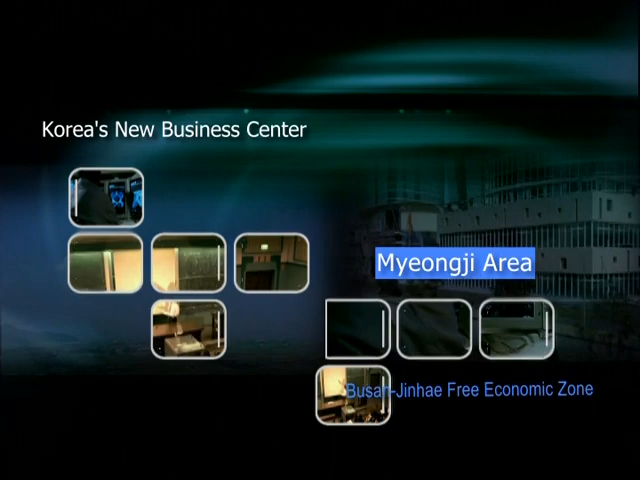 Korea's New Business Center
Myeongji Area
Busan-Jinhae Free Economic Zone